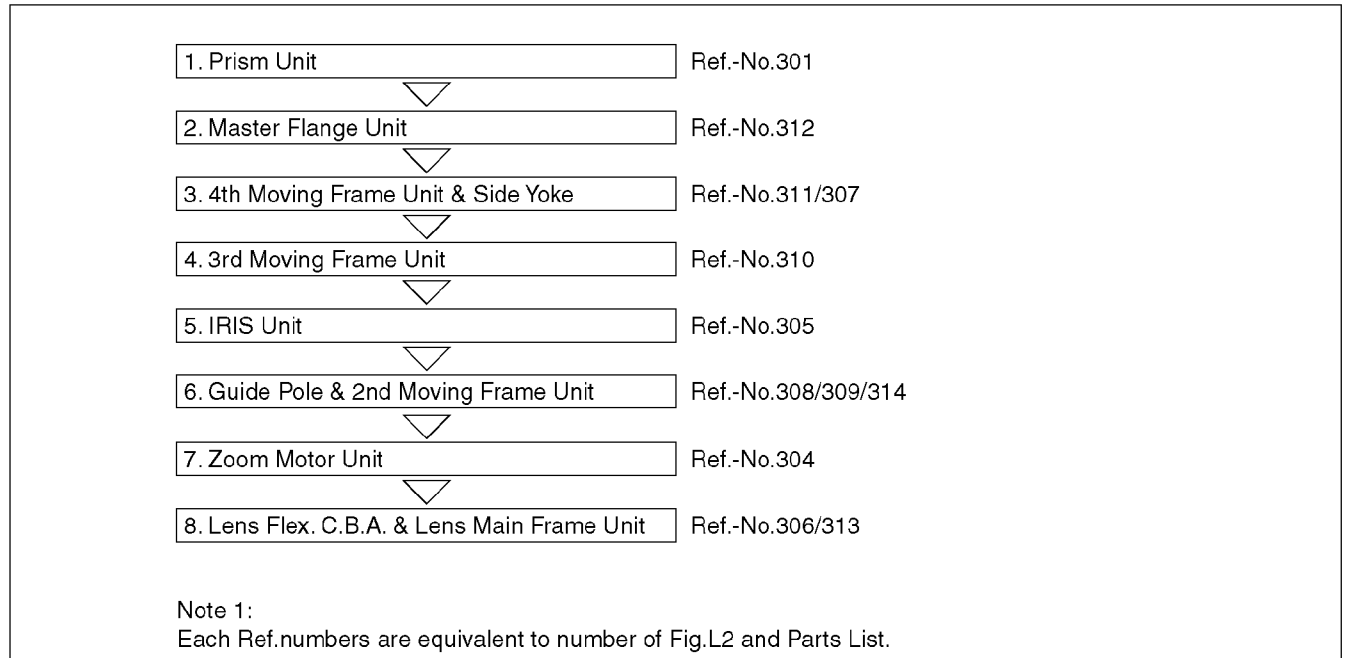 1. Prism Unit Ref.-No.301
2. Master Flange Unit Ref.-No.312
3. 4th Moving Frame Unit & Side Yoke Ref.-No.311/307
4. 3rd Moving Frame Unit Ref.-No.310
5. IRIS Unit Ref.-No.305
6. Guide Pole & 2nd Moving Frame Unit Ref.-No.308/309/314
7. Zoom Motor Unit Ref.-No.304
8. Lens Flex. C.B.A. & Lens Main Frame Unit Ref.-No.306/313
Note 1:
Each Ref.numbers are equivalent to number of Fig.L2 and Parts List.